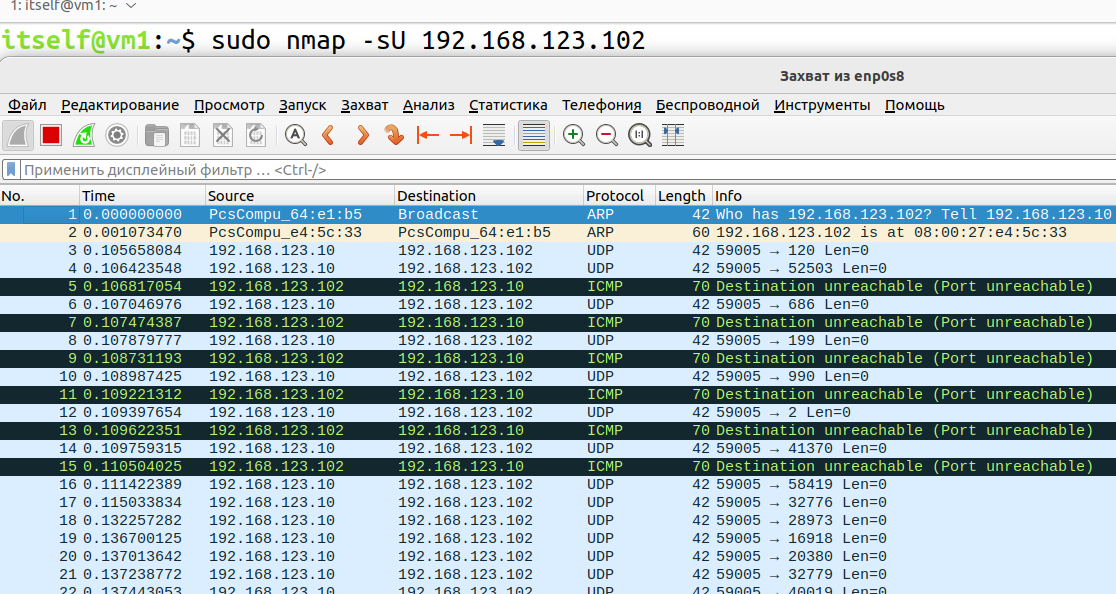 1: itself@vm1: ~
itself@vm1:~$ sudo nmap -sU 192.168.123.102
Захват из enp0s8
Файл Редактирование Просмотр Запуск Захват Анализ Статистика Телефония Беспроводной Инструменты Помощь
Применить дисплейный фильтр … <Ctrl-/>
No. Time Source Destination Protocol Length Info
1 0.000000000 PcsCompu_64:e1:b5 Broadcast ARP 42 Who has 192.168.123.102? Tell 192.168.123.10
2 0.001073470 PcsCompu_e4:5c:33 PcsCompu_64:e1:b5 ARP 60 192.168.123.102 is at 08:00:27:e4:5c:33
3 0.105658084 192.168.123.10 192.168.123.102 UDP 42 59005 → 120 Len=0
4 0.106423548 192.168.123.10 192.168.123.102 UDP 42 59005 → 52503 Len=0
5 0.106817054 192.168.123.102 192.168.123.10 ICMP 70 Destination unreachable (Port unreachable)
6 0.107046976 192.168.123.10 192.168.123.102 UDP 42 59005 → 686 Len=0
7 0.107474387 192.168.123.102 192.168.123.10 ICMP 70 Destination unreachable (Port unreachable)
8 0.107879777 192.168.123.10 192.168.123.102 UDP 42 59005 → 199 Len=0
9 0.108731193 192.168.123.102 192.168.123.10 ICMP 70 Destination unreachable (Port unreachable)
10 0.108987425 192.168.123.10 192.168.123.102 UDP 42 59005 → 990 Len=0
11 0.109221312 192.168.123.102 192.168.123.10 ICMP 70 Destination unreachable (Port unreachable)
12 0.109397654 192.168.123.10 192.168.123.102 UDP 42 59005 → 2 Len=0
13 0.109622351 192.168.123.102 192.168.123.10 ICMP 70 Destination unreachable (Port unreachable)
14 0.109759315 192.168.123.10 192.168.123.102 UDP 42 59005 → 41370 Len=0
15 0.110504025 192.168.123.102 192.168.123.10 ICMP 70 Destination unreachable (Port unreachable)
16 0.111422389 192.168.123.10 192.168.123.102 UDP 42 59005 → 58419 Len=0
17 0.115033834 192.168.123.10 192.168.123.102 UDP 42 59005 → 32776 Len=0
18 0.132257282 192.168.123.10 192.168.123.102 UDP 42 59005 → 28973 Len=0
19 0.136700125 192.168.123.10 192.168.123.102 UDP 42 59005 → 16918 Len=0
20 0.137013642 192.168.123.10 192.168.123.102 UDP 42 59005 → 20380 Len=0
21 0.137238772 192.168.123.10 192.168.123.102 UDP 42 59005 → 32779 Len=0
22 0.137443053 192.168.123.10 192.168.123.102 UDP 42 59005 → 40019 Len=0